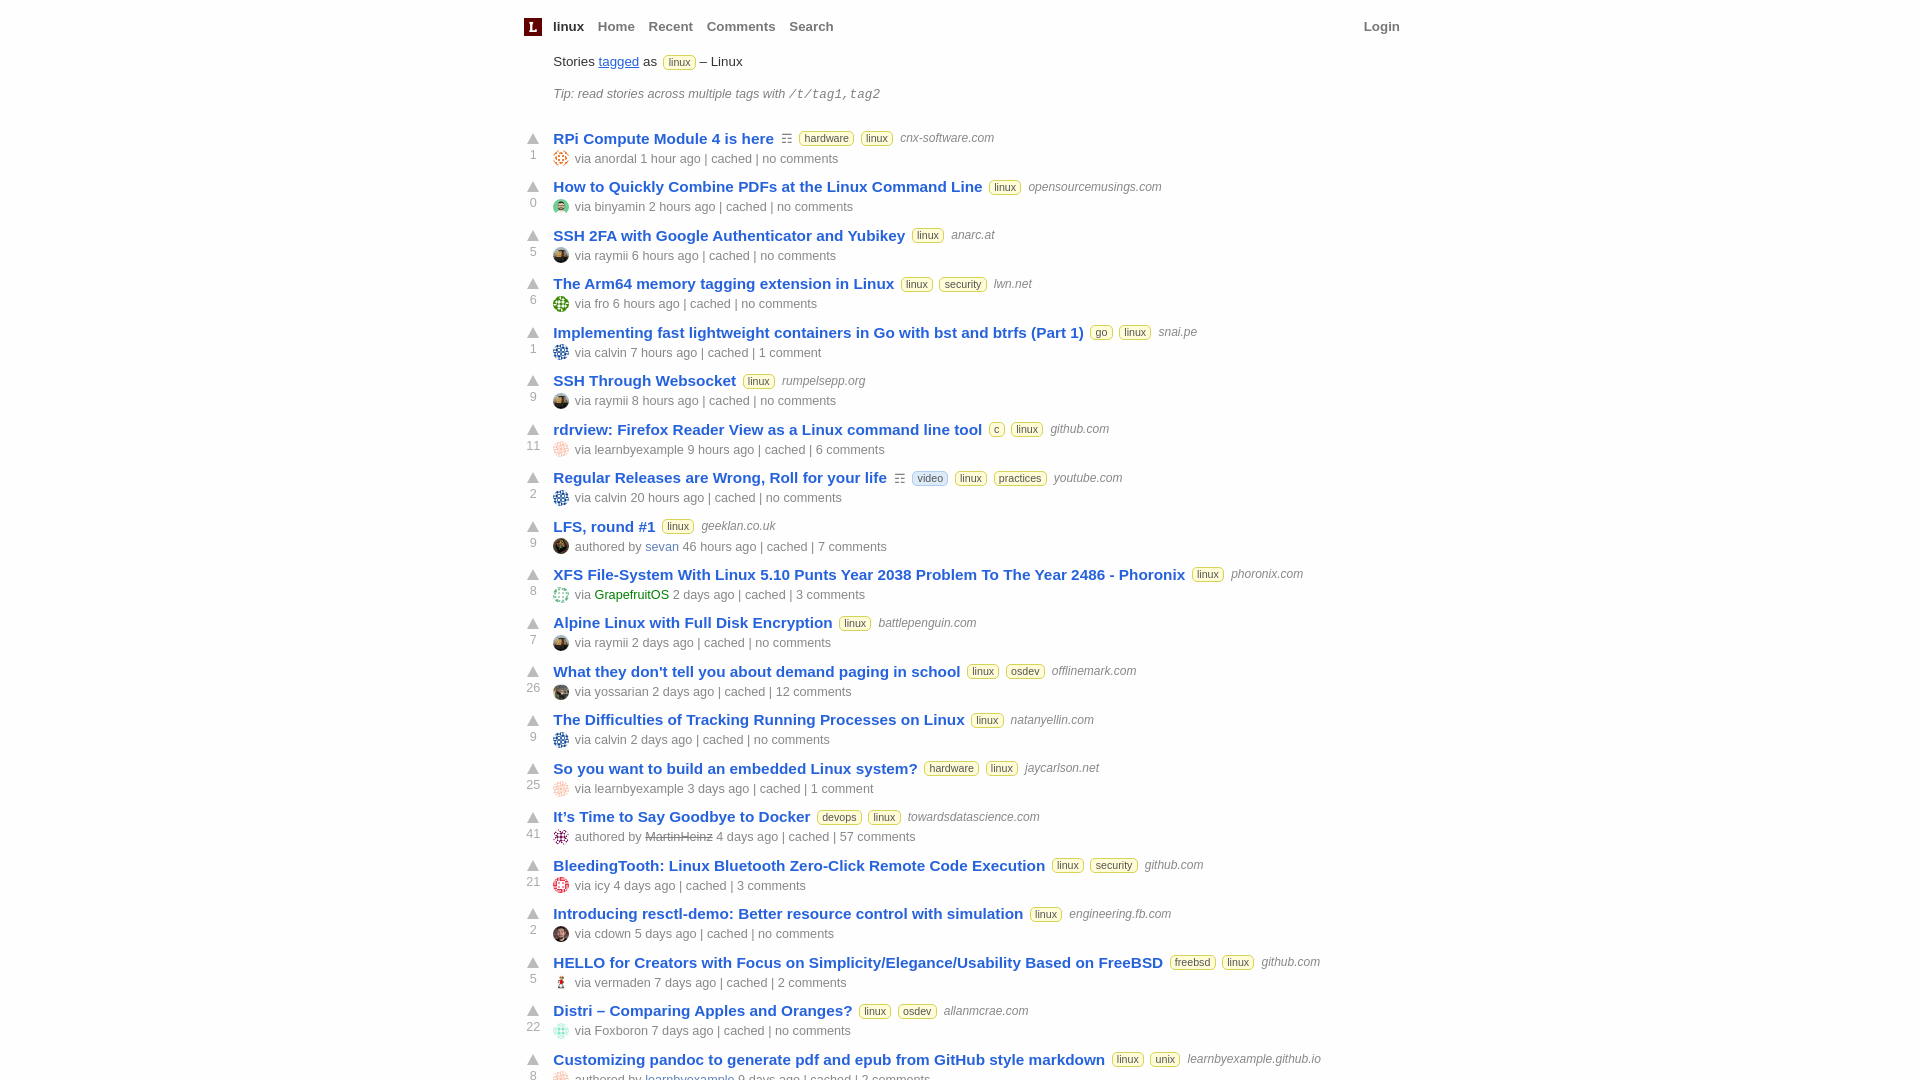 L linux Home Recent Comments Search Login
Stories tagged as linux – Linux
Tip: read stories across multiple tags with /t/tag1,tag2
RPi Compute Module 4 is here ☶ hardware linux cnx-software.com
1 via anordal 1 hour ago | cached | no comments
How to Quickly Combine PDFs at the Linux Command Line linux opensourcemusings.com
0 via binyamin 2 hours ago | cached | no comments
SSH 2FA with Google Authenticator and Yubikey linux anarc.at
5 via raymii 6 hours ago | cached | no comments
The Arm64 memory tagging extension in Linux linux security lwn.net
6 via fro 6 hours ago | cached | no comments
Implementing fast lightweight containers in Go with bst and btrfs (Part 1) go linux snai.pe
1 via calvin 7 hours ago | cached | 1 comment
SSH Through Websocket linux rumpelsepp.org
9 via raymii 8 hours ago | cached | no comments
rdrview: Firefox Reader View as a Linux command line tool c linux github.com
11 via learnbyexample 9 hours ago | cached | 6 comments
Regular Releases are Wrong, Roll for your life ☶ video linux practices youtube.com
2 via calvin 20 hours ago | cached | no comments
LFS, round #1 linux geeklan.co.uk
9 authored by sevan 46 hours ago | cached | 7 comments
XFS File-System With Linux 5.10 Punts Year 2038 Problem To The Year 2486 - Phoronix linux phoronix.com
8 via GrapefruitOS 2 days ago | cached | 3 comments
Alpine Linux with Full Disk Encryption linux battlepenguin.com
7 via raymii 2 days ago | cached | no comments
What they don't tell you about demand paging in school linux osdev offlinemark.com
26 via yossarian 2 days ago | cached | 12 comments
The Difficulties of Tracking Running Processes on Linux linux natanyellin.com
9 via calvin 2 days ago | cached | no comments
So you want to build an embedded Linux system? hardware linux jaycarlson.net
25 via learnbyexample 3 days ago | cached | 1 comment
It’s Time to Say Goodbye to Docker devops linux towardsdatascience.com
41 authored by MartinHeinz 4 days ago | cached | 57 comments
BleedingTooth: Linux Bluetooth Zero-Click Remote Code Execution linux security github.com
21 via icy 4 days ago | cached | 3 comments
Introducing resctl-demo: Better resource control with simulation linux engineering.fb.com
2 via cdown 5 days ago | cached | no comments
HELLO for Creators with Focus on Simplicity/Elegance/Usability Based on FreeBSD freebsd linux github.com
5 via vermaden 7 days ago | cached | 2 comments
Distri – Comparing Apples and Oranges? linux osdev allanmcrae.com
22 via Foxboron 7 days ago | cached | no comments
Customizing pandoc to generate pdf and epub from GitHub style markdown linux unix learnbyexample.github.io
8 authored by learnbyexample 9 days ago | cached | 2 comments